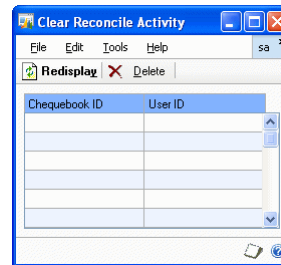 Clear Reconcile Activity
File Edit Tools Help sa
Redisplay Delete
Chequebook ID User ID